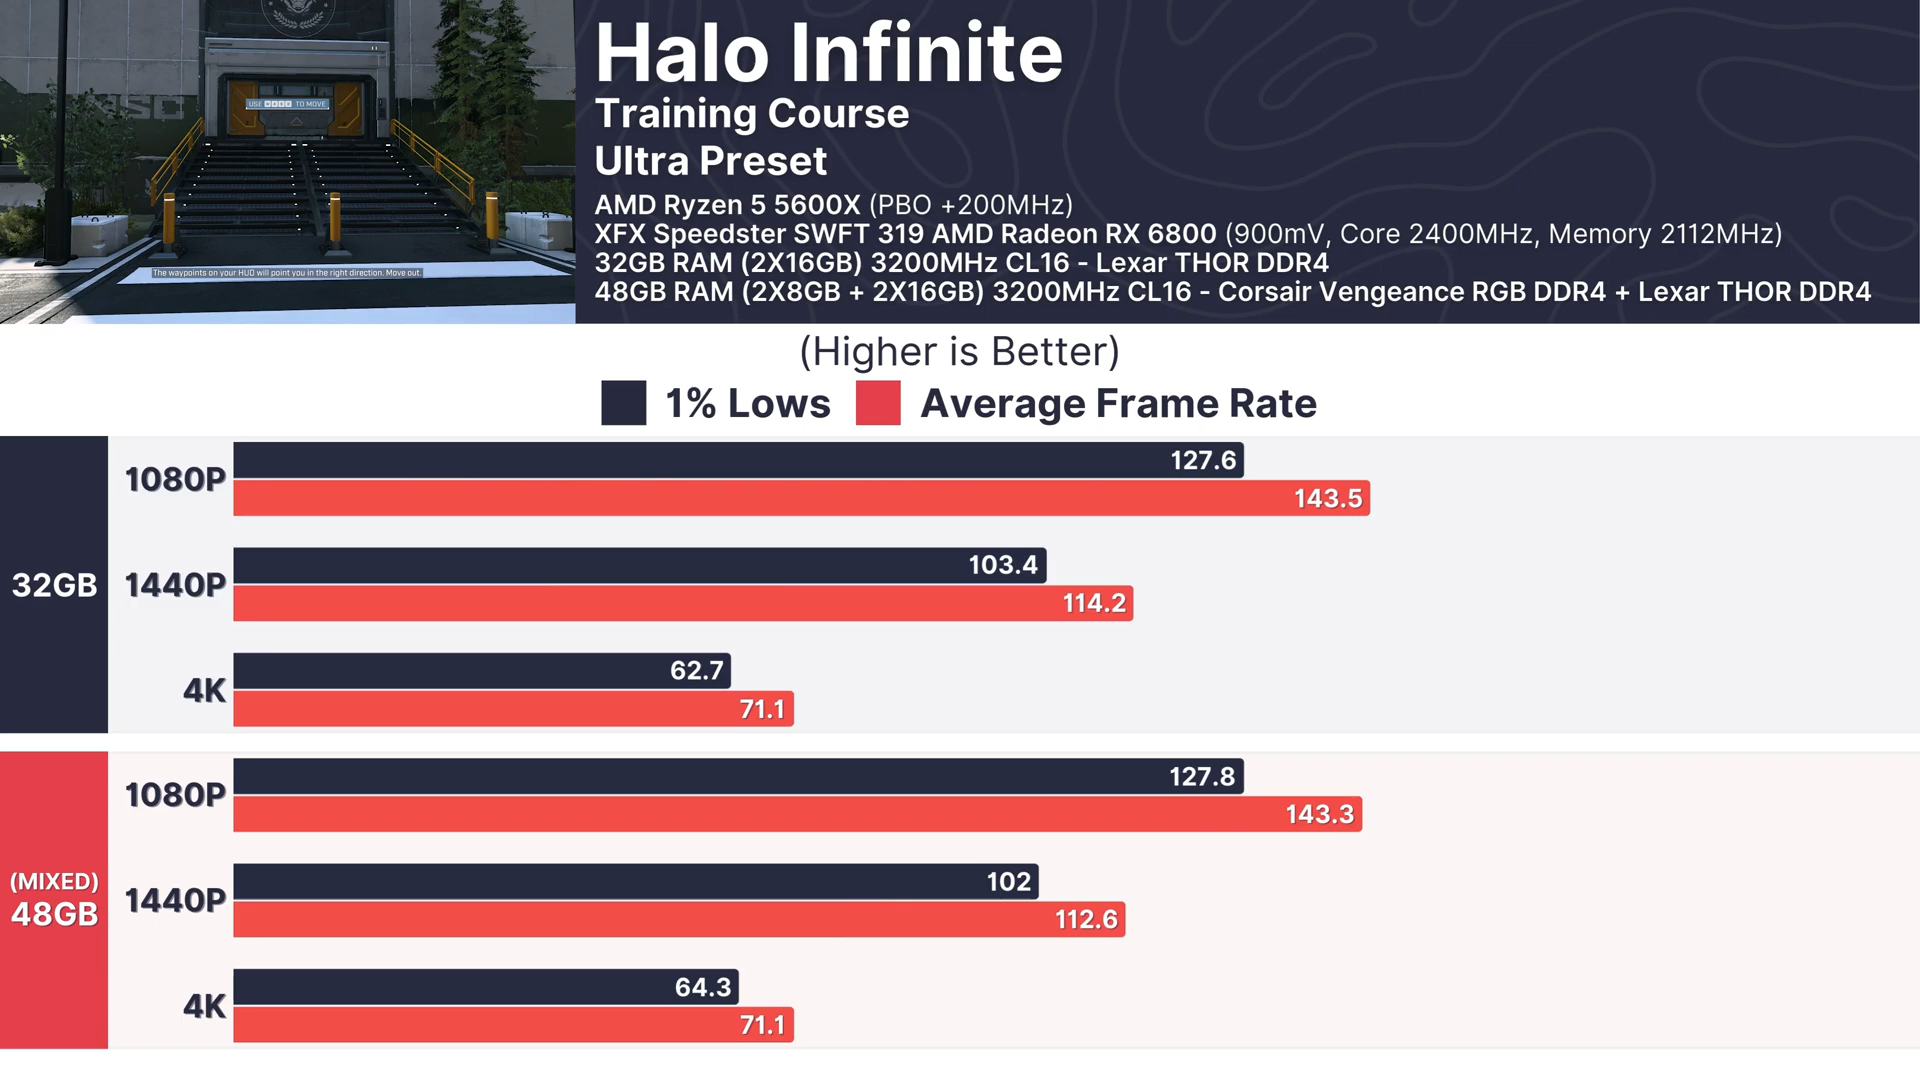 Halo Infinite
Training Course
Ultra Preset
AMD Ryzen 5 5600X (PBO +200MHz)
XFX Speedster SWFT 319 AMD Radeon RX 6800 (900mV, Core 2400MHz, Memory 2112MHz)
32GB RAM (2X16GB) 3200MHz CL16 - Lexar THOR DDR4
48GB RAM (2X8GB + 2X16GB) 3200MHz CL16 - Corsair Vengeance RGB DDR4 + Lexar THOR DDR4
USE TO MOVE
The waypoints on your HUD will point you in the right direction. Move out.
(Higher is Better)
1% Lows
Average Frame Rate
32GB
1080P
127.6
143.5
1440P
103.4
114.2
4K
62.7
71.1
(MIXED)
48GB
1080P
127.8
143.3
1440P
102
112.6
4K
64.3
71.1